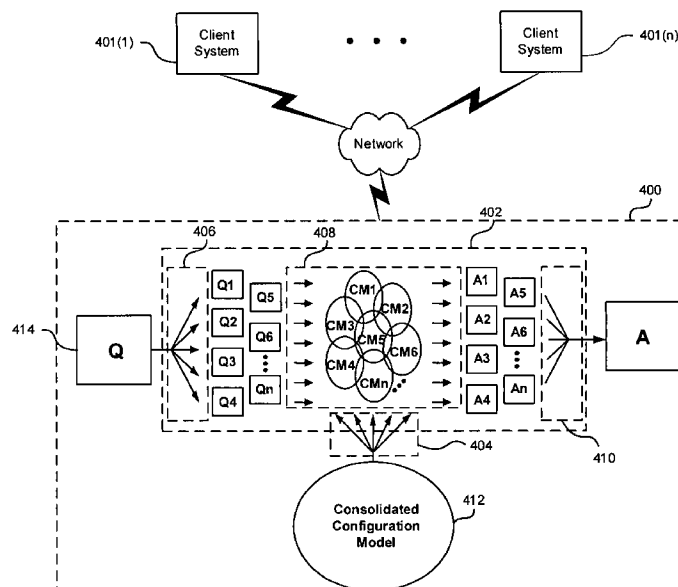 401(1)
Client
System
• • •
Client
System
401(n)
Network
400
402
406
408
414
Q
Q1
Q2
Q3
Q4
Q5
Q6
Qn
CM1
CM2
CM3
CM5
CM4
CM6
CMn
A1
A2
A3
A4
A5
A6
An
A
404
410
Consolidated
Configuration
Model
412